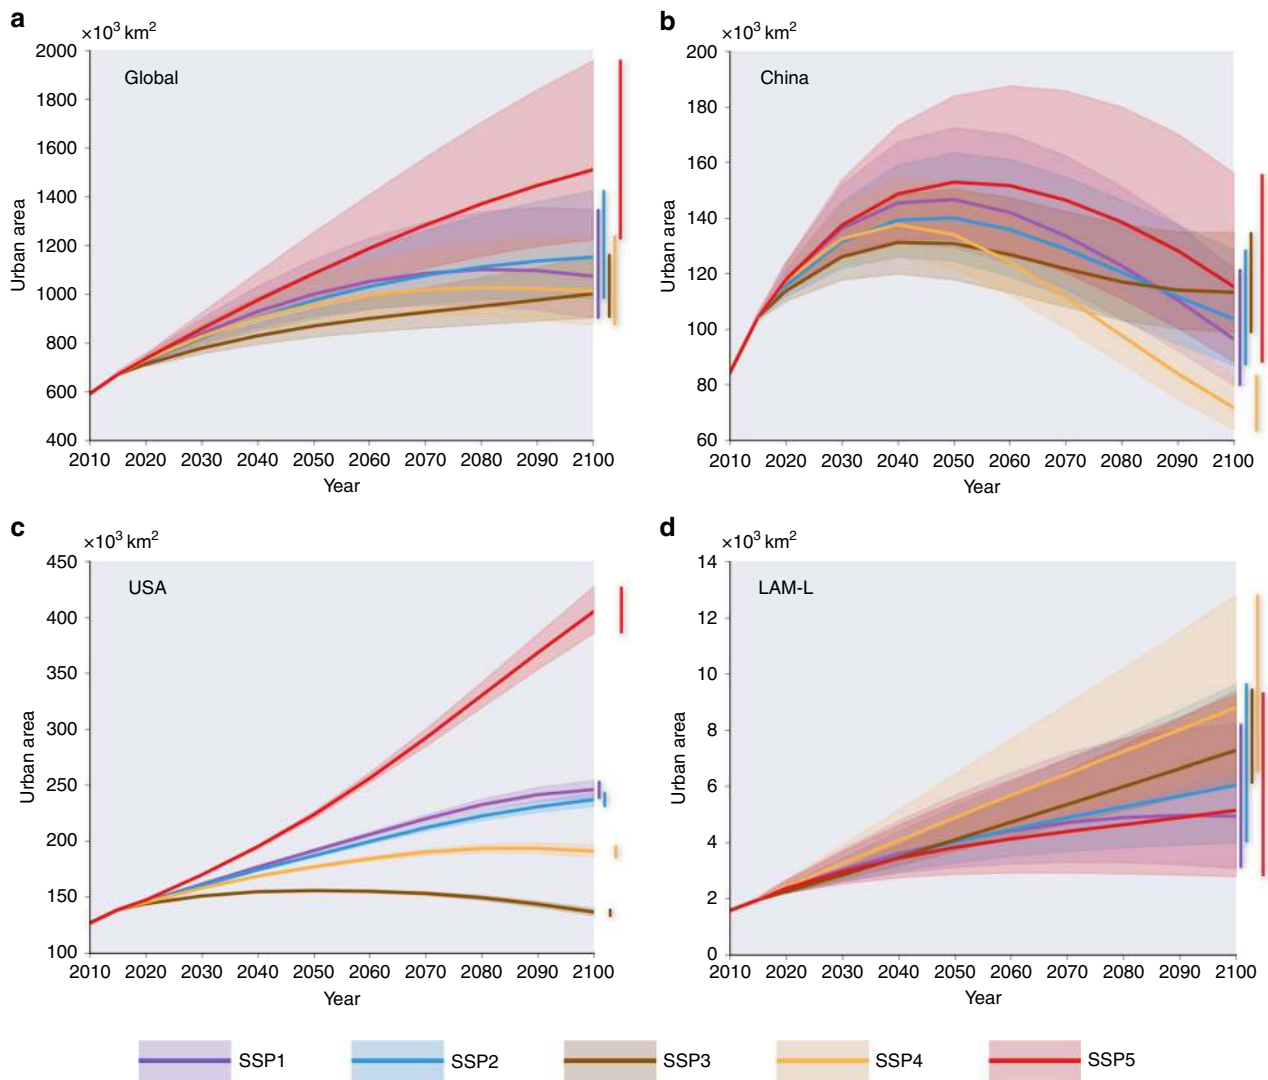 a
×10³ km²
2000
1800
1600
1400
1200
1000
800
600
400
Urban area
Global
2010 2020 2030 2040 2050 2060 2070 2080 2090 2100
Year
b
×10³ km²
200
180
160
140
120
100
80
60
Urban area
China
2010 2020 2030 2040 2050 2060 2070 2080 2090 2100
Year
c
×10³ km²
450
400
350
300
250
200
150
100
Urban area
USA
2010 2020 2030 2040 2050 2060 2070 2080 2090 2100
Year
d
×10³ km²
14
12
10
8
6
4
2
0
Urban area
LAM-L
2010 2020 2030 2040 2050 2060 2070 2080 2090 2100
Year
SSP1 SSP2 SSP3 SSP4 SSP5